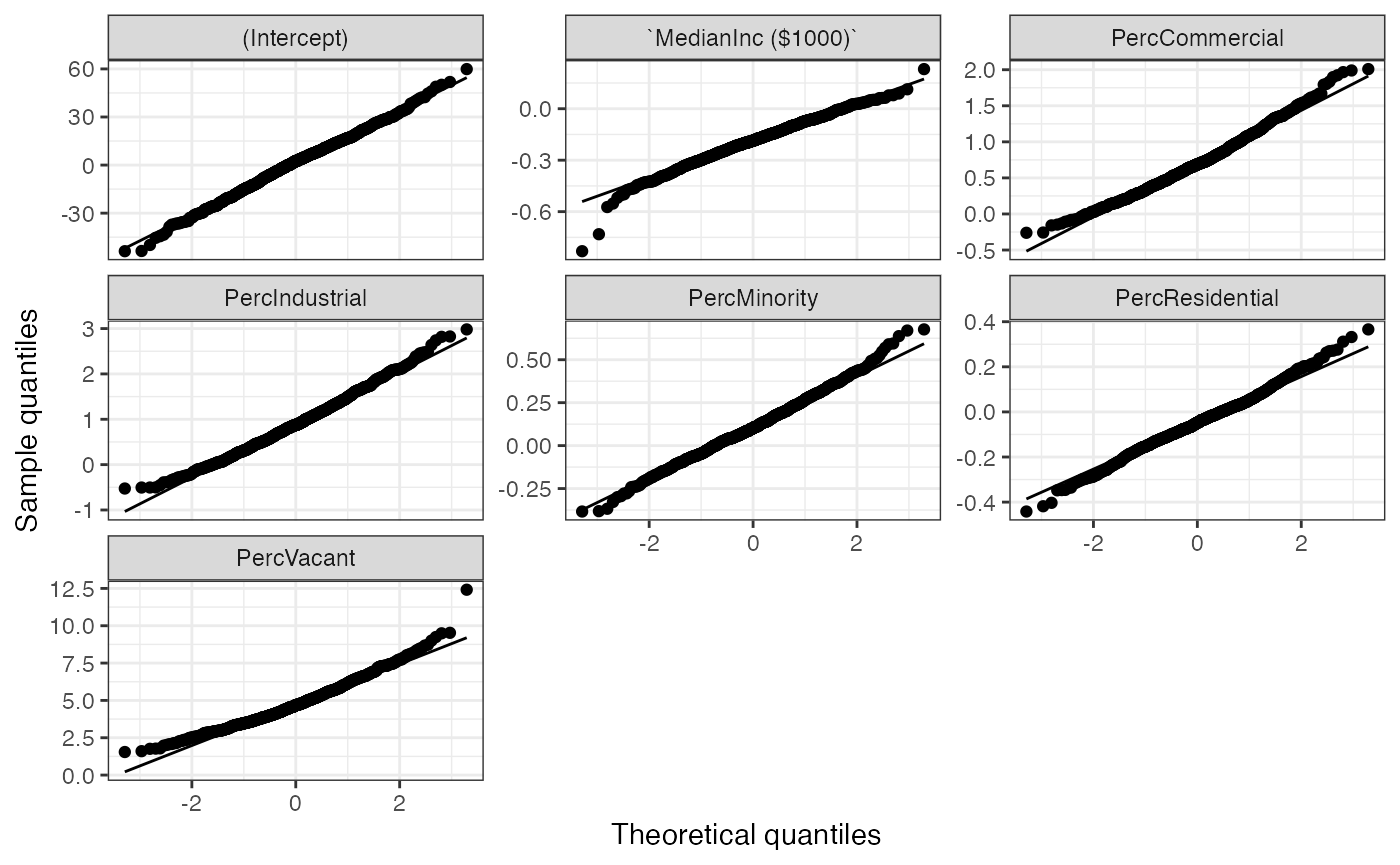 (Intercept)
`MedianInc ($1000)`
PercCommercial
60
30
0
-30
0.0
-0.3
-0.6
2.0
1.5
1.0
0.5
0.0
-0.5
PercIndustrial
PercMinority
PercResidential
3
2
1
0
-1
0.50
0.25
0.00
-0.25
0.4
0.2
0.0
-0.2
-0.4
-2 0 2
-2 0 2
PercVacant
12.5
10.0
7.5
5.0
2.5
0.0
-2 0 2
Sample quantiles
Theoretical quantiles